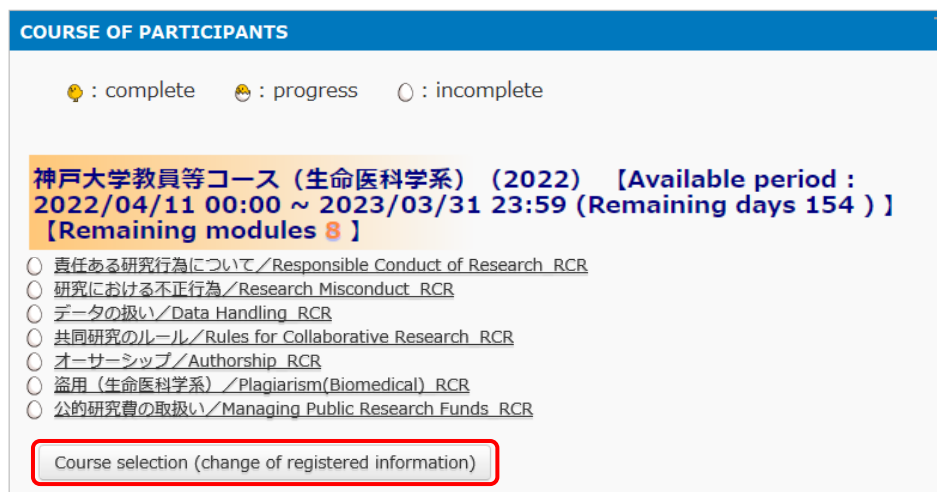 COURSE OF PARTICIPANTS
: complete : progress : incomplete
神戸大学教員等コース（生命医科学系）（2022） 【Available period :
2022/04/11 00:00 ~ 2023/03/31 23:59 (Remaining days 154 ) 】
【Remaining modules 8 】
責任ある研究行為について／Responsible Conduct of Research_RCR
研究における不正行為／Research Misconduct_RCR
データの扱い／Data Handling_RCR
共同研究のルール／Rules for Collaborative Research_RCR
オーサーシップ／Authorship_RCR
盗用（生命医科学系）／Plagiarism(Biomedical)_RCR
公的研究費の取扱い／Managing Public Research Funds_RCR
Course selection (change of registered information)